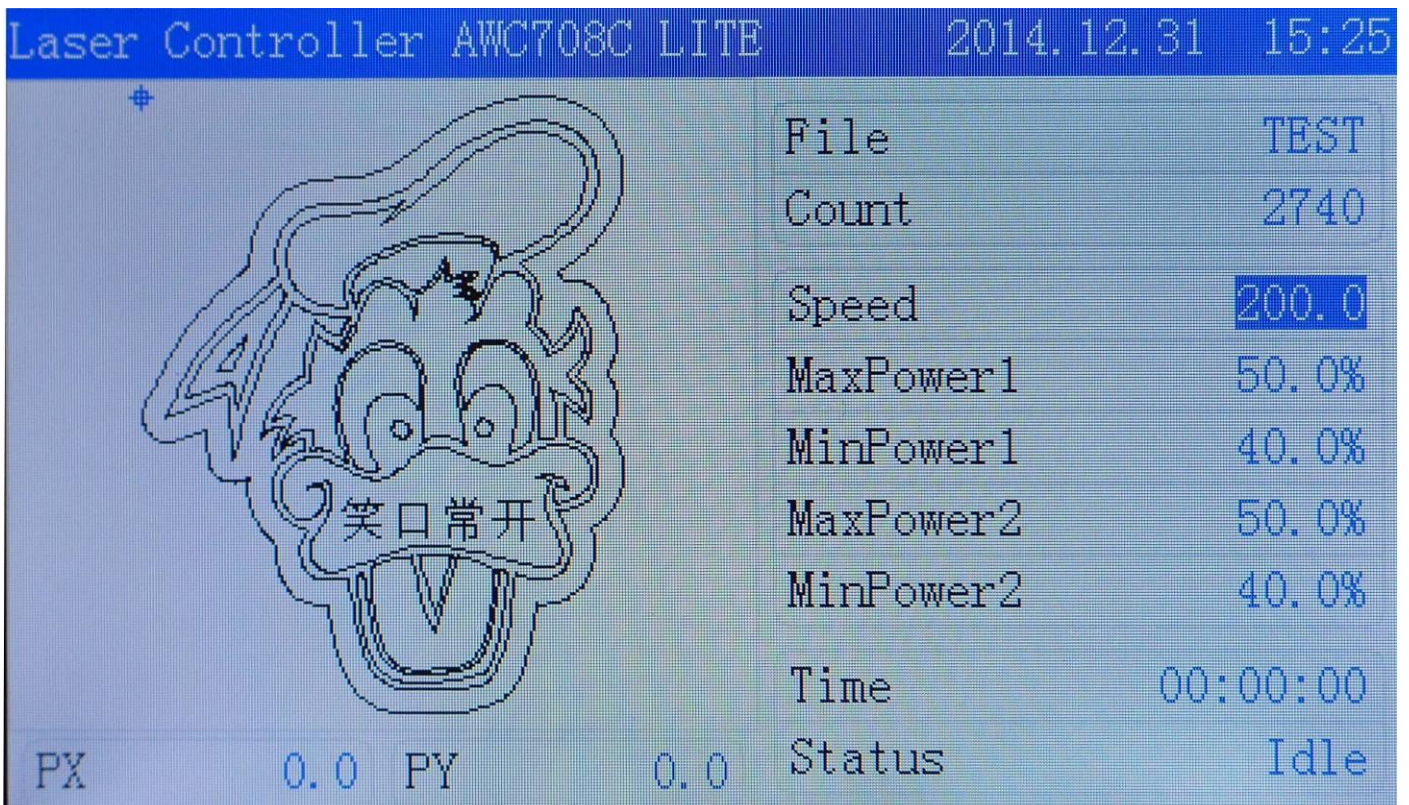 Laser Controller AWC708C LITE 2014.12.31 15:25
File TEST
Count 2740
Speed 200.0
MaxPower1 50.0%
MinPower1 40.0%
MaxPower2 50.0%
MinPower2 40.0%
Time 00:00:00
Status Idle
笑口常开
PX 0.0 PY 0.0